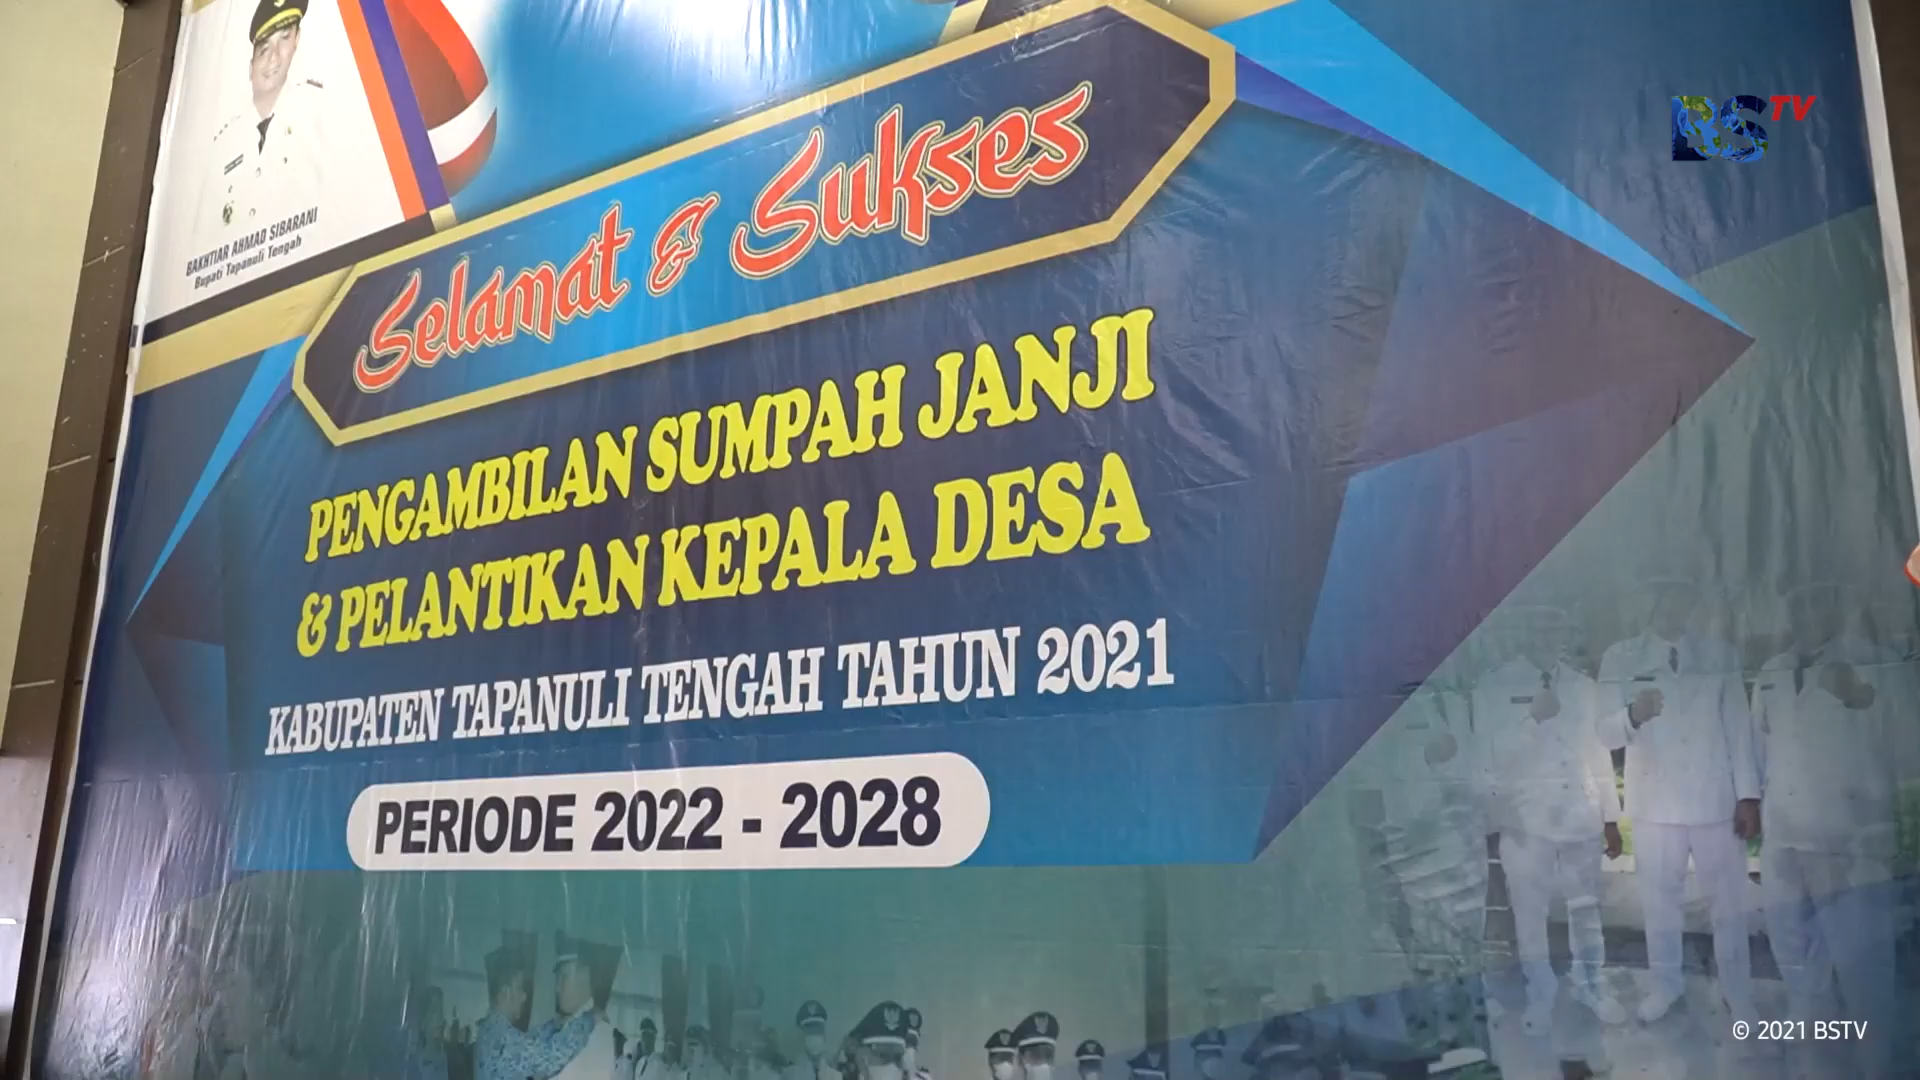 BSTV
BAKHTIAR AHMAD SIBARANI
Bupati Tapanuli Tengah
Selamat & Sukses
PENGAMBILAN SUMPAH JANJI
& PELANTIKAN KEPALA DESA
KABUPATEN TAPANULI TENGAH TAHUN 2021
PERIODE 2022 - 2028
© 2021 BSTV